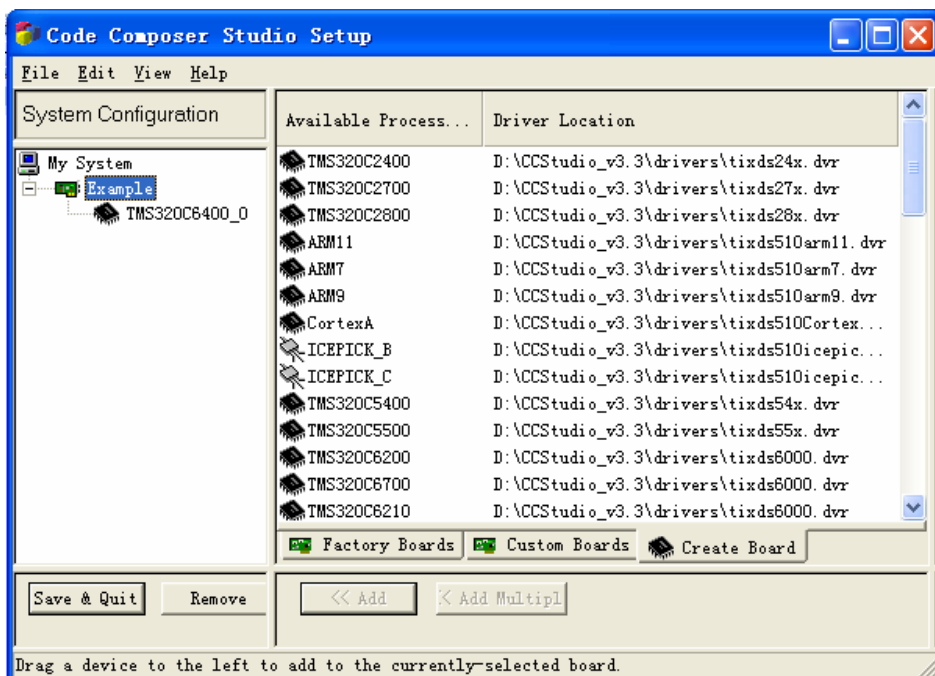 Code Composer Studio Setup
File Edit View Help
System Configuration
Available Process... Driver Location
My System
Example
TMS320C6400_0
TMS320C2400 D:\CCStudio_v3.3\drivers\tixds24x.dvr
TMS320C2700 D:\CCStudio_v3.3\drivers\tixds27x.dvr
TMS320C2800 D:\CCStudio_v3.3\drivers\tixds28x.dvr
ARM11 D:\CCStudio_v3.3\drivers\tixds510arm11.dvr
ARM7 D:\CCStudio_v3.3\drivers\tixds510arm7.dvr
ARM9 D:\CCStudio_v3.3\drivers\tixds510arm9.dvr
CortexA D:\CCStudio_v3.3\drivers\tixds510Cortex...
ICEPICK_B D:\CCStudio_v3.3\drivers\tixds510icepic...
ICEPICK_C D:\CCStudio_v3.3\drivers\tixds510icepic...
TMS320C5400 D:\CCStudio_v3.3\drivers\tixds54x.dvr
TMS320C5500 D:\CCStudio_v3.3\drivers\tixds55x.dvr
TMS320C6200 D:\CCStudio_v3.3\drivers\tixds6000.dvr
TMS320C6700 D:\CCStudio_v3.3\drivers\tixds6000.dvr
TMS320C6210 D:\CCStudio_v3.3\drivers\tixds6000.dvr
Factory Boards Custom Boards Create Board
Save & Quit Remove << Add < Add Multipl
Drag a device to the left to add to the currently-selected board.